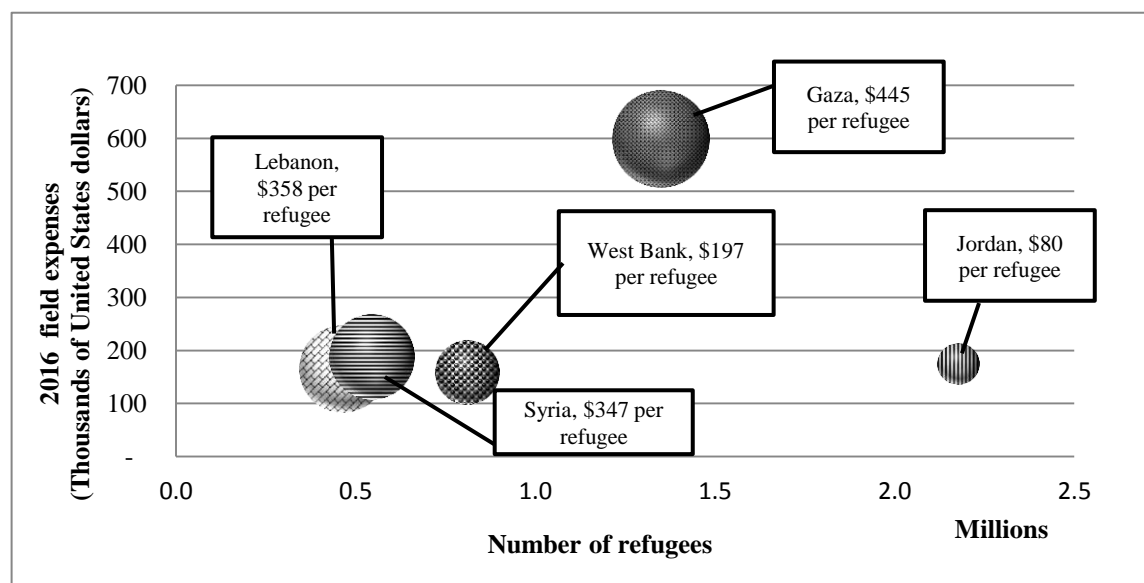 2016 field expenses
(Thousands of United States dollars)
700
600
500
400
300
200
100
-
Lebanon,
$358 per
refugee
Gaza, $445
per refugee
West Bank, $197
per refugee
Jordan, $80
per refugee
Syria, $347 per
refugee
0.0
0.5
1.0
1.5
2.0
2.5
Millions
Number of refugees